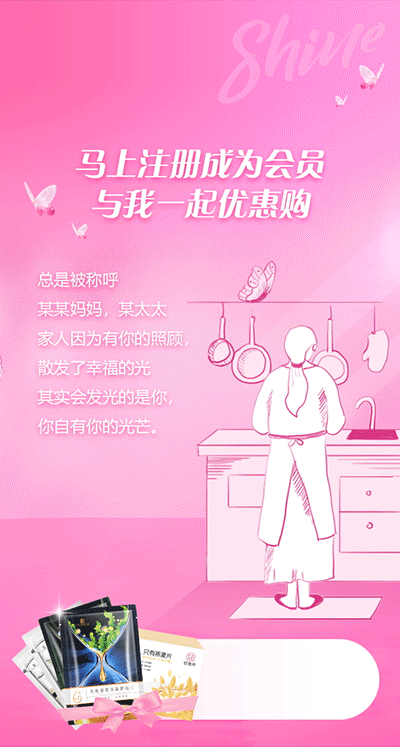 Shine
马上注册成为会员
与我一起优惠购
总是被称呼
某某妈妈，某太太
家人因为有你的照顾，
散发了幸福的光
其实会发光的是你，
你自有你的光芒。
只有燕麦片